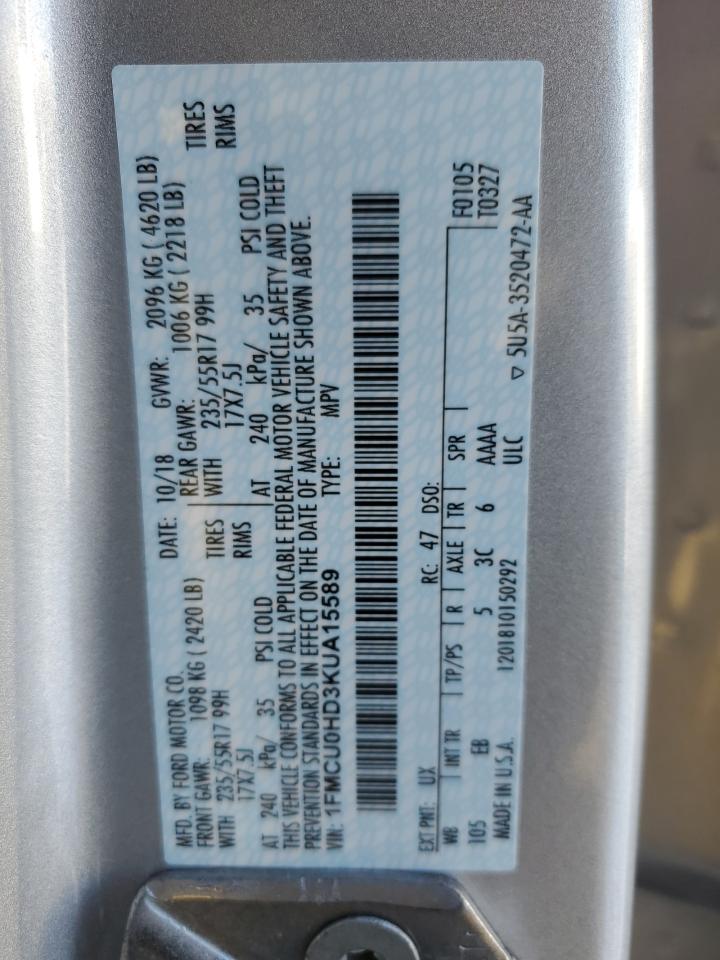 MFD. BY FORD MOTOR CO.
DATE: 10/18 GVWR: 2096 KG ( 4620 LB)
FRONT GAWR: 1098 KG ( 2420 LB) REAR GAWR: 1006 KG ( 2218 LB)
WITH 235/55R17 99H TIRES WITH 235/55R17 99H TIRES
17X7.5J RIMS 17X7.5J RIMS
AT 240 kPa/ 35 PSI COLD AT 240 kPa/ 35 PSI COLD
THIS VEHICLE CONFORMS TO ALL APPLICABLE FEDERAL MOTOR VEHICLE SAFETY AND THEFT
PREVENTION STANDARDS IN EFFECT ON THE DATE OF MANUFACTURE SHOWN ABOVE.
VIN: 1FMCU0HD3KUA15589 TYPE: MPV
EXT PNT: UX RC: 47 DSO: F0105
WB INT TR TP/PS R AXLE TR SPR T0327
105 EB 5 3C 6 AAAA
MADE IN U.S.A. 1201810150292 ULC ▽ 5U5A-3520472-AA